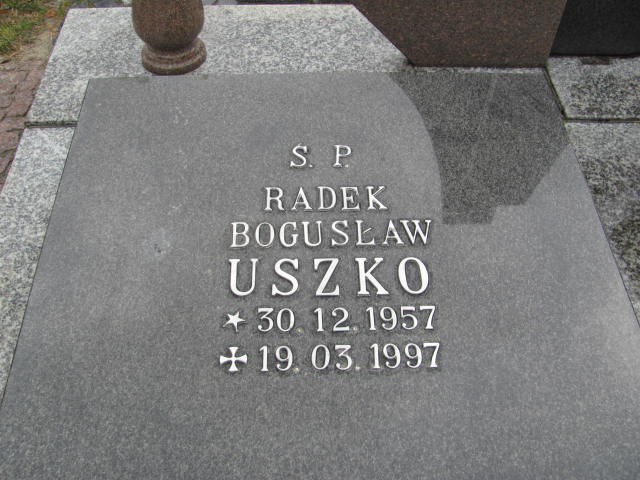 S. P.
RADEK
BOGUSŁAW
USZKO
★ 30. 12. 1957
✠ 19. 03. 1997